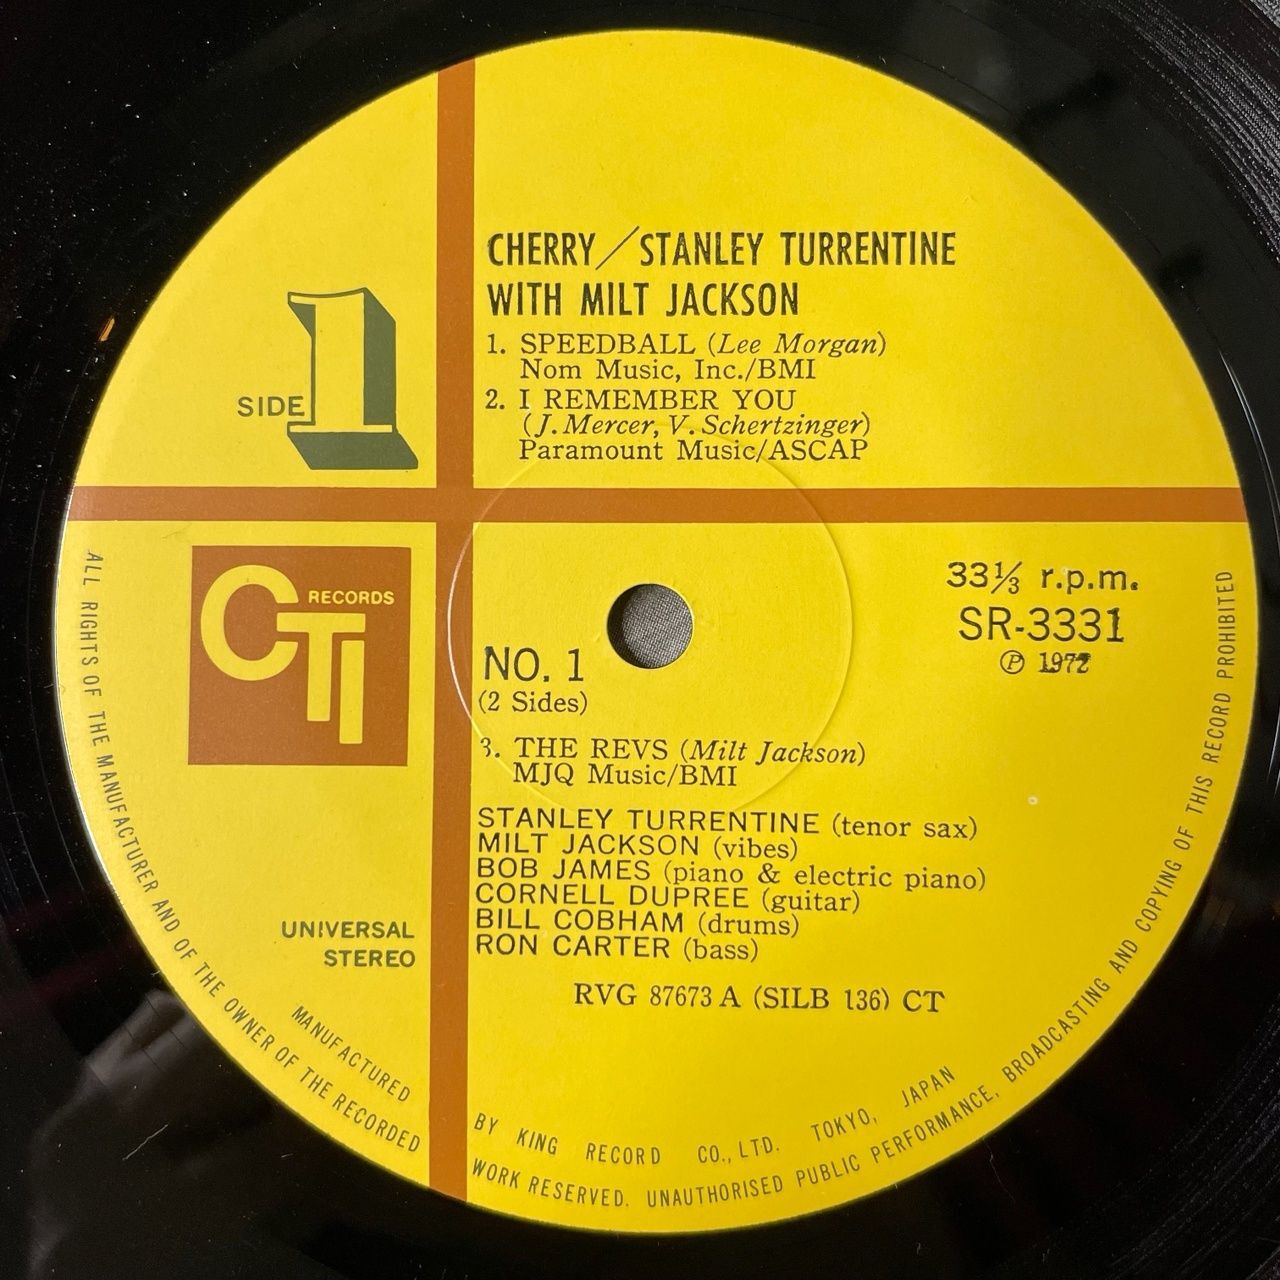 CHERRY/STANLEY TURRENTINE
WITH MILT JACKSON
1. SPEEDBALL (Lee Morgan)
Nom Music, Inc./BMI
2. I REMEMBER YOU
(J. Mercer, V. Schertzinger)
Paramount Music/ASCAP
SIDE 1
CTI RECORDS
33⅓ r.p.m.
SR-3331
Ⓟ 1972
NO. 1
(2 Sides)
3. THE REVS (Milt Jackson)
MJQ Music/BMI
STANLEY TURRENTINE (tenor sax)
MILT JACKSON (vibes)
BOB JAMES (piano & electric piano)
CORNELL DUPREE (guitar)
BILL COBHAM (drums)
RON CARTER (bass)
UNIVERSAL
STEREO
RVG 87673 A (SILB 136) CT
MANUFACTURED BY KING RECORD CO., LTD. TOKYO, JAPAN
ALL RIGHTS OF THE MANUFACTURER AND OF THE OWNER OF THE RECORDED WORK RESERVED. UNAUTHORISED PUBLIC PERFORMANCE, BROADCASTING AND COPYING OF THIS RECORD PROHIBITED